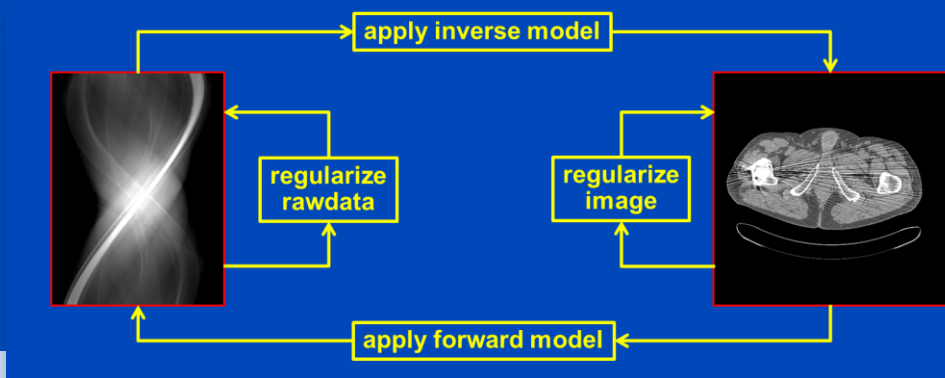 apply inverse model
regularize
rawdata
regularize
image
apply forward model